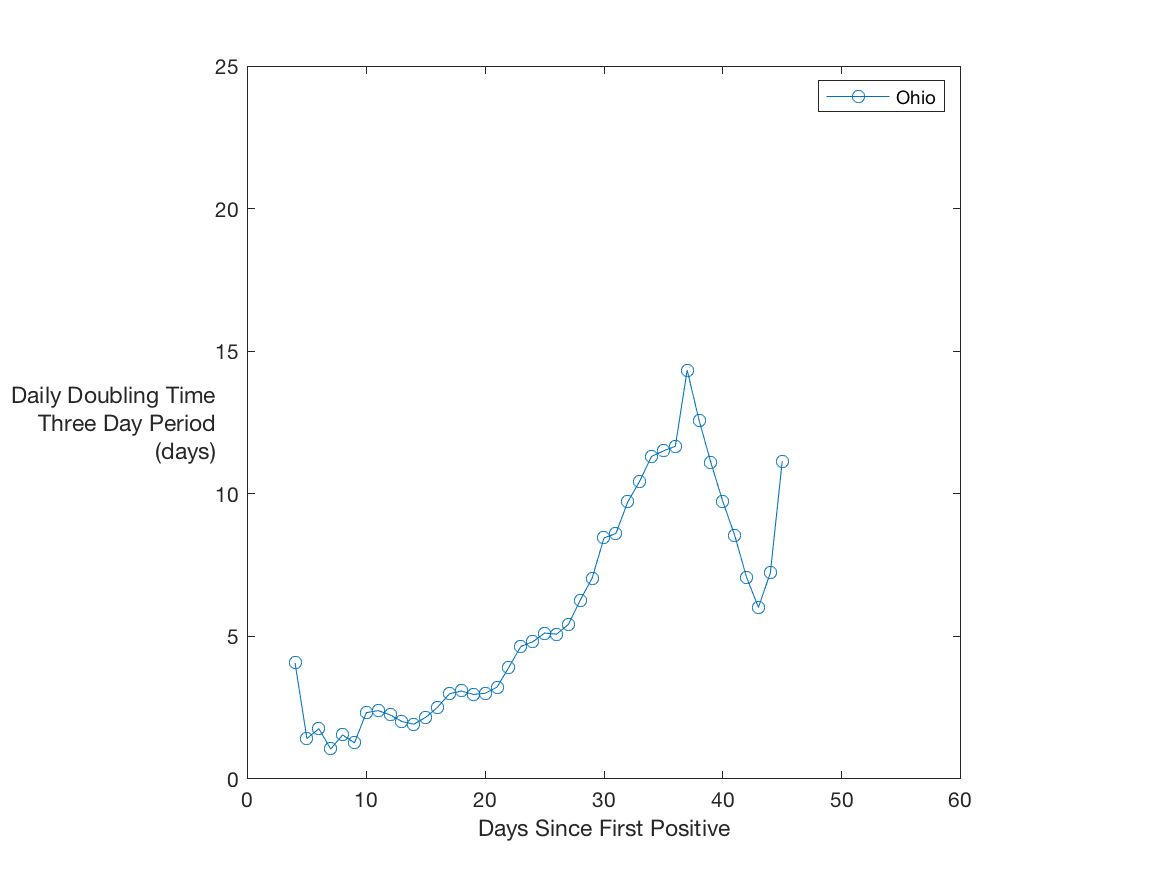 25
Ohio
20
15
Daily Doubling Time
Three Day Period
(days)
10
5
0
0 10 20 30 40 50 60
Days Since First Positive